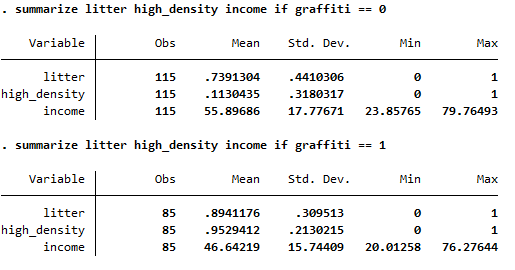 . summarize litter high_density income if graffiti == 0
Variable Obs Mean Std. Dev. Min Max
litter 115 .7391304 .4410306 0 1
high_density 115 .1130435 .3180317 0 1
income 115 55.89686 17.77671 23.85765 79.76493
. summarize litter high_density income if graffiti == 1
Variable Obs Mean Std. Dev. Min Max
litter 85 .8941176 .309513 0 1
high_density 85 .9529412 .2130215 0 1
income 85 46.64219 15.74409 20.01258 76.27644